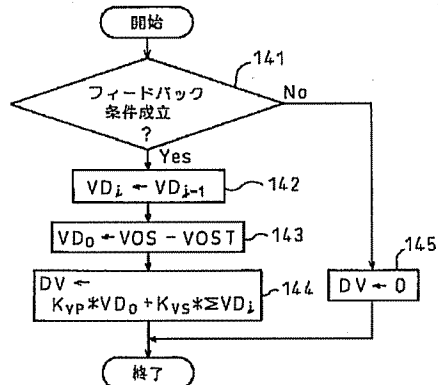 開始
141
フィードバック
条件成立
?
No
Yes
VDi ← VDi-1
142
VD0 ← VOS - VOST
143
DV ←
KVP*VD0+KVS*ΣVDi
144
145
DV ← 0
終了